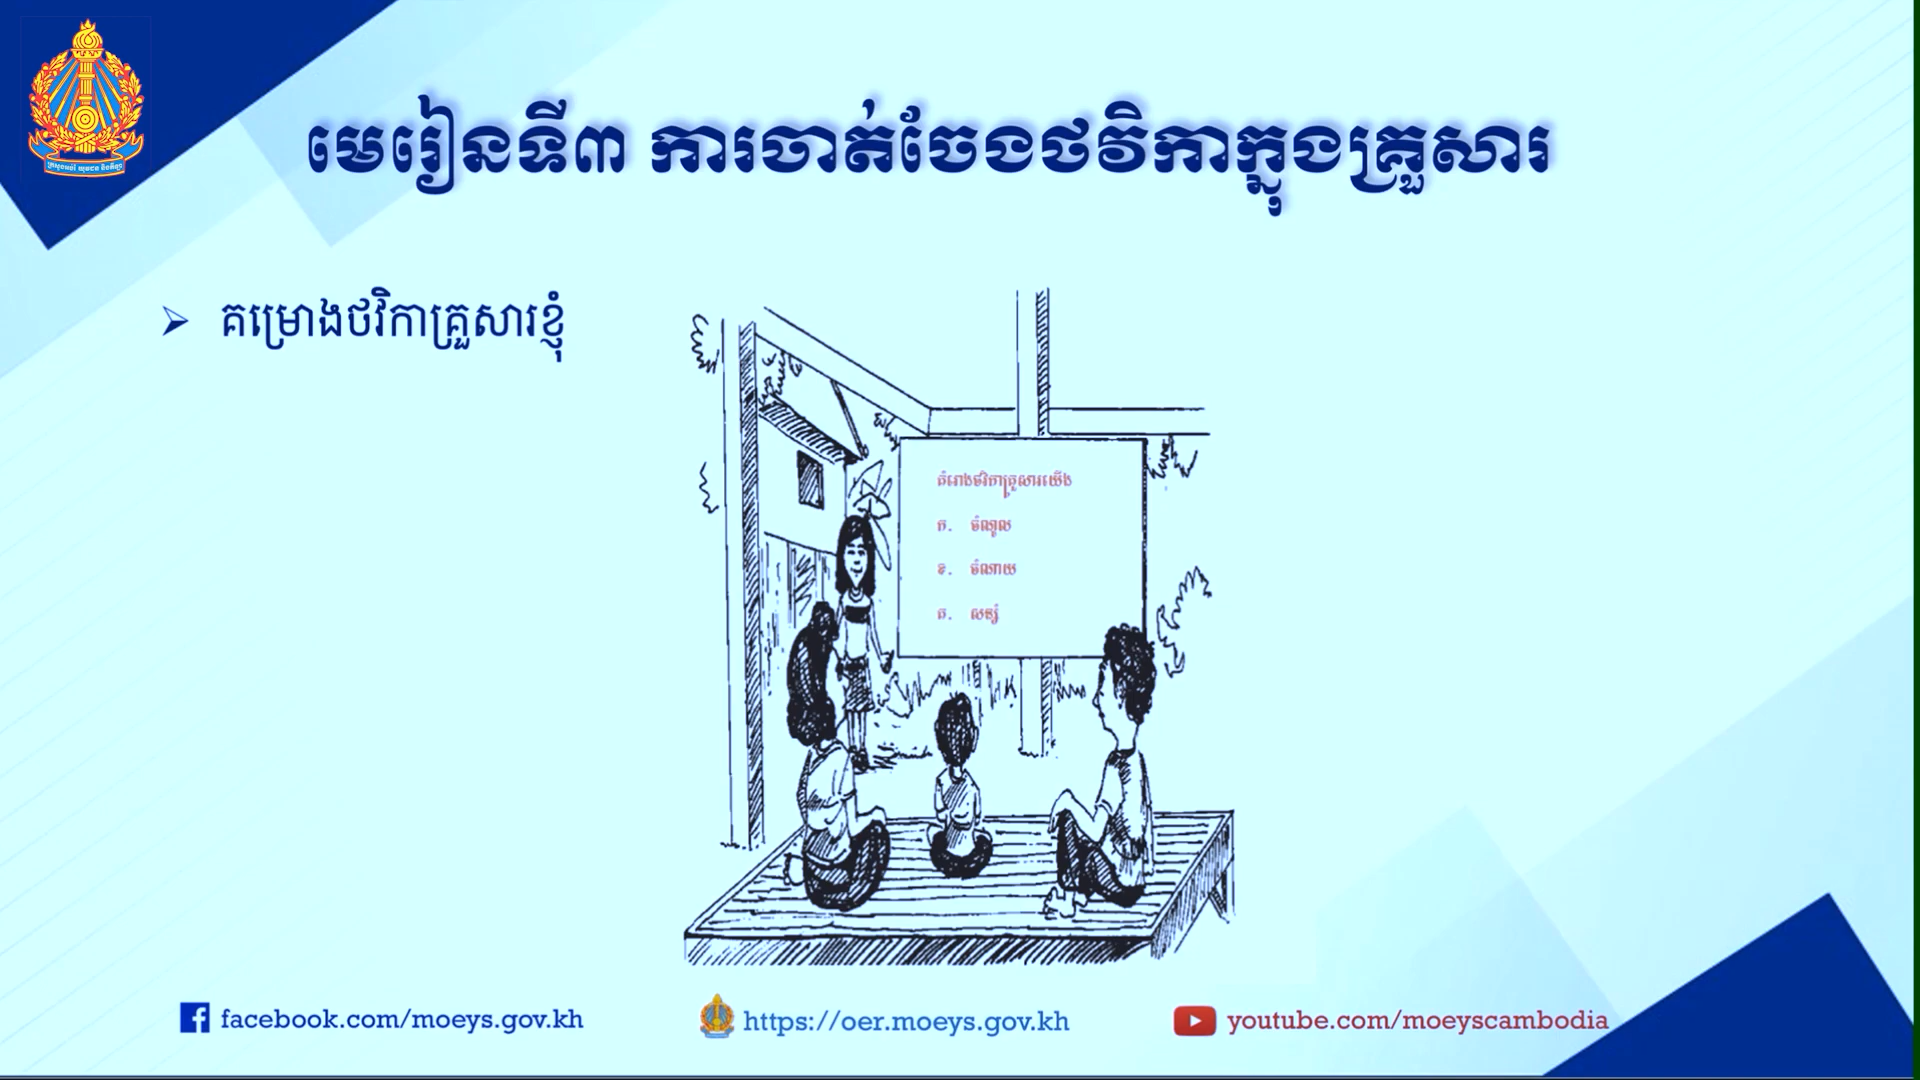 មេរៀនទី៣ ការចាត់ចែងថវិកាក្នុងគ្រួសារ
➢ គម្រោងថវិកាគ្រួសារខ្ញុំ
គំរោងថវិកាគ្រួសារយើង
ក. ចំណូល
ខ. ចំណាយ
គ. សន្សំ
facebook.com/moeys.gov.kh
https://oer.moeys.gov.kh
youtube.com/moeyscambodia